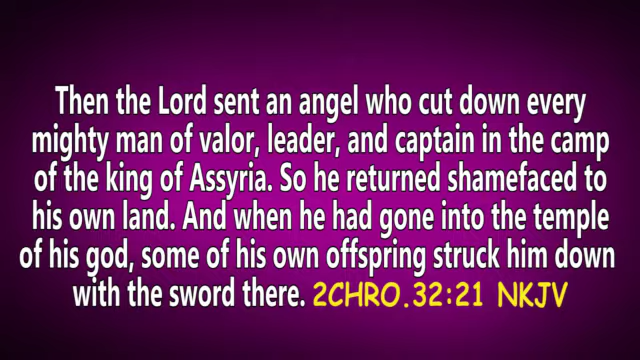 Then the Lord sent an angel who cut down every
mighty man of valor, leader, and captain in the camp
of the king of Assyria. So he returned shamefaced to
his own land. And when he had gone into the temple
of his god, some of his own offspring struck him down
with the sword there. 2CHRO.32:21 NKJV